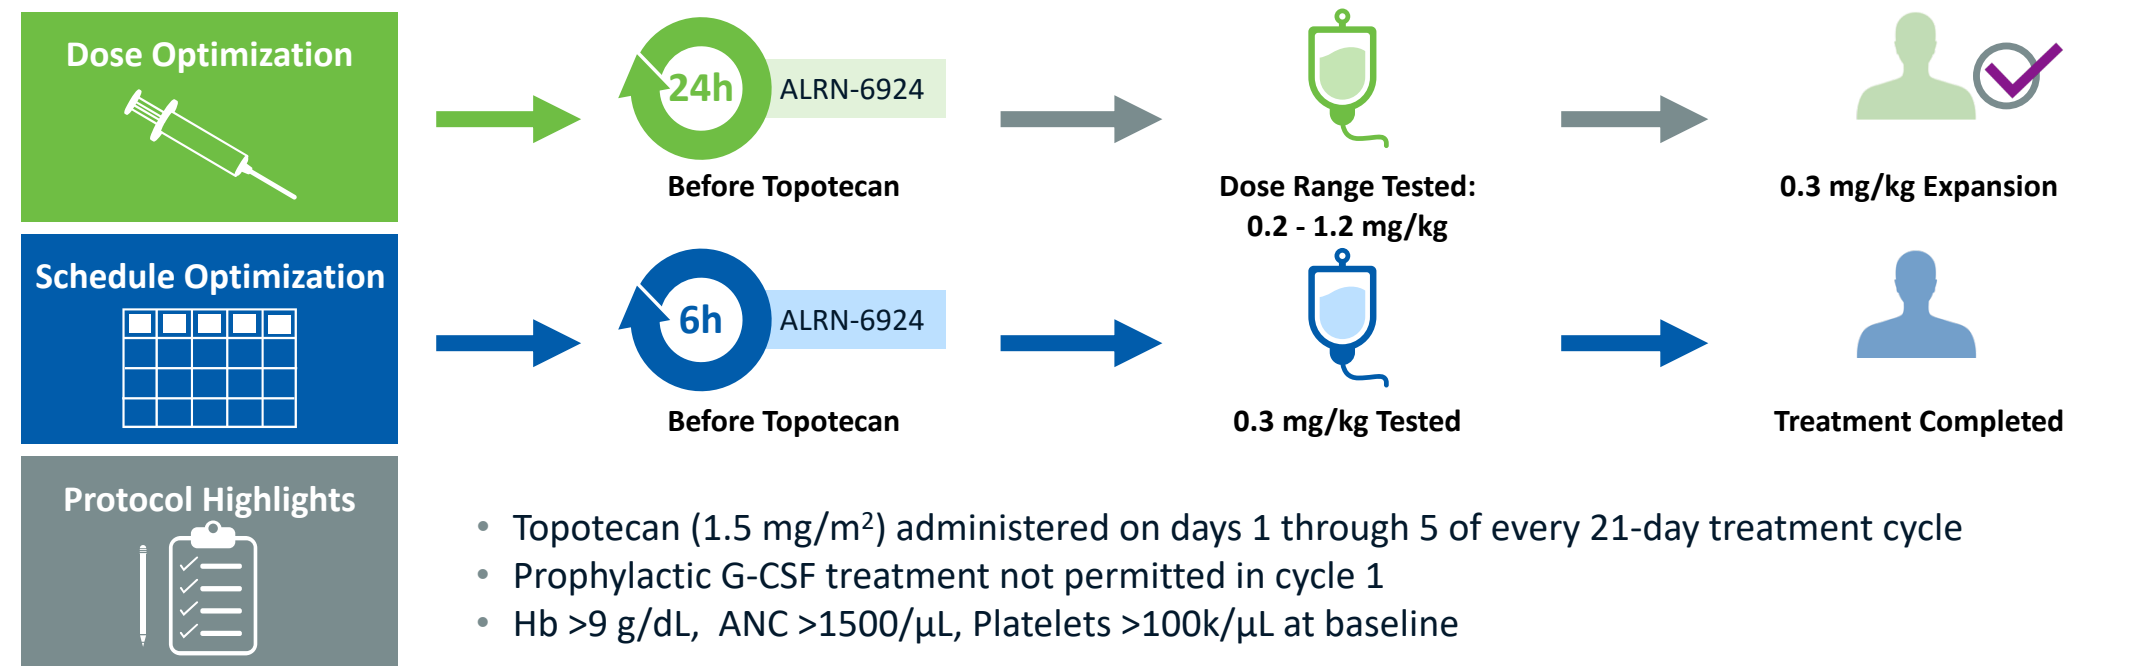 Dose Optimization
24h
ALRN-6924
Before Topotecan
Dose Range Tested:
0.2 - 1.2 mg/kg
0.3 mg/kg Expansion
Schedule Optimization
6h
ALRN-6924
Before Topotecan
0.3 mg/kg Tested
Treatment Completed
Protocol Highlights
• Topotecan (1.5 mg/m²) administered on days 1 through 5 of every 21-day treatment cycle
• Prophylactic G-CSF treatment not permitted in cycle 1
• Hb >9 g/dL, ANC >1500/µL, Platelets >100k/µL at baseline